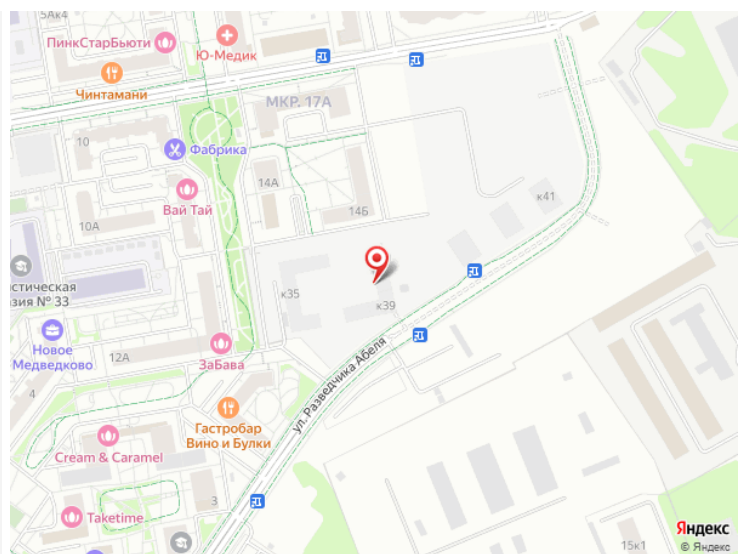 5Ак4
ПинкСтарБьюти
Ю-Медик
Чинтамани
МКР. 17А
10
Фабрика
14А
к41
Вай Тай
14Б
10А
стическая
зия № 33
к35
к39
Новое
Медведково
12А
ЗаБава
ул. Разведчика Абеля
4
Гастробар
Вино и Булки
Cream & Caramel
3
Taketime
Яндекс
15к1
© Яндекс